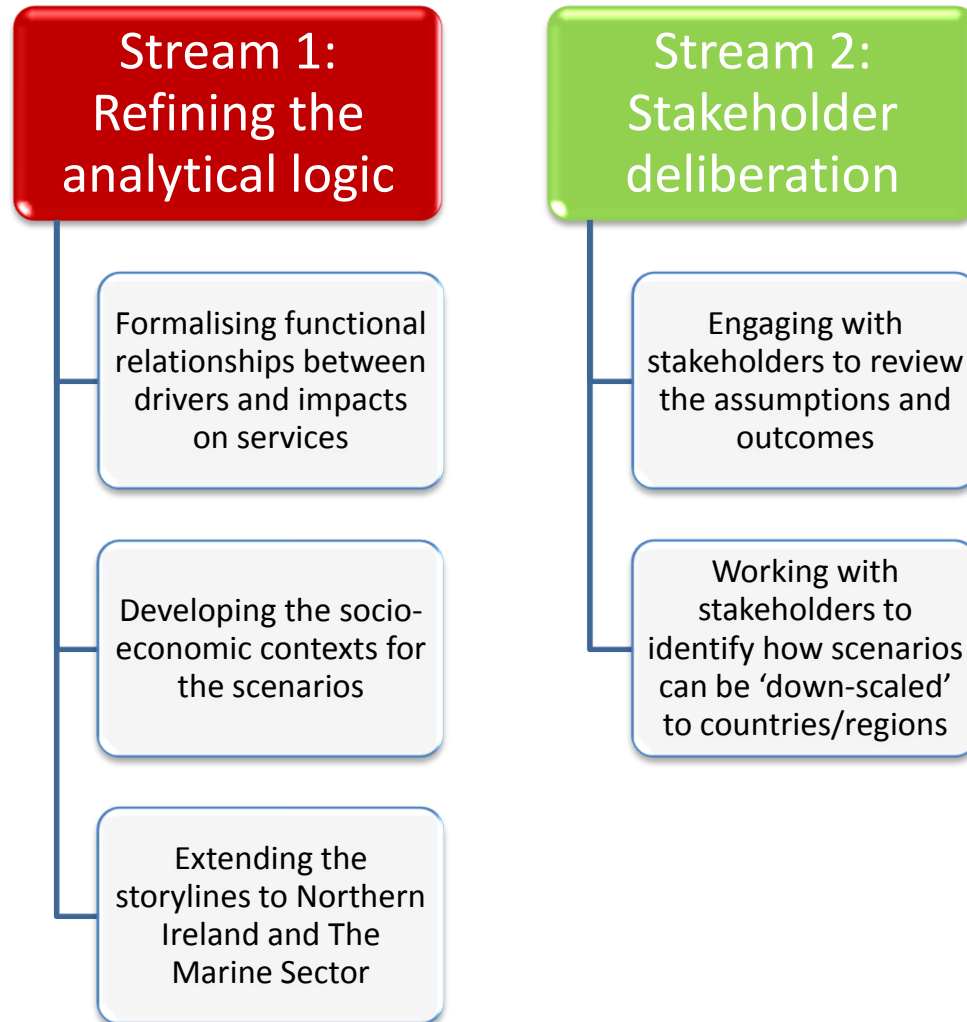 Stream 1:
Refining the
analytical logic
Formalising functional
relationships between
drivers and impacts
on services
Developing the socio-
economic contexts for
the scenarios
Extending the
storylines to Northern
Ireland and The
Marine Sector
Stream 2:
Stakeholder
deliberation
Engaging with
stakeholders to review
the assumptions and
outcomes
Working with
stakeholders to
identify how scenarios
can be ‘down-scaled’
to countries/regions